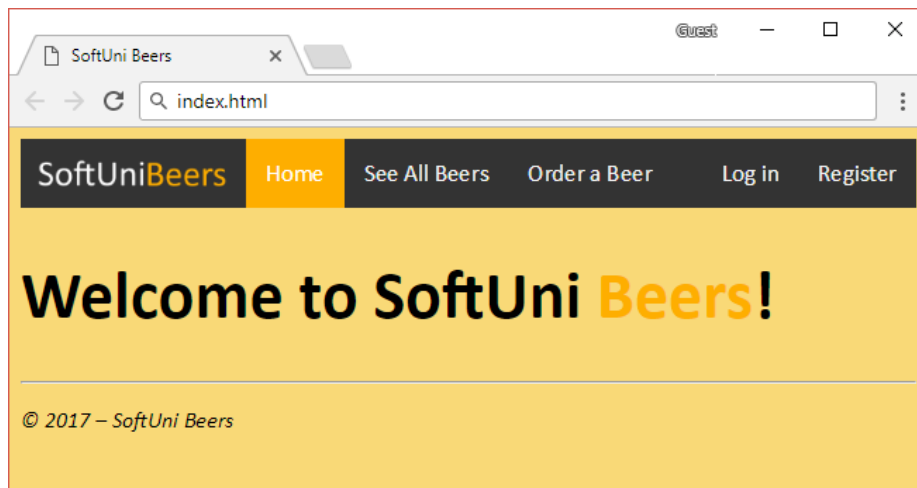 Guest
SoftUni Beers
index.html
SoftUniBeers Home See All Beers Order a Beer Log in Register
Welcome to SoftUni Beers!
© 2017 – SoftUni Beers